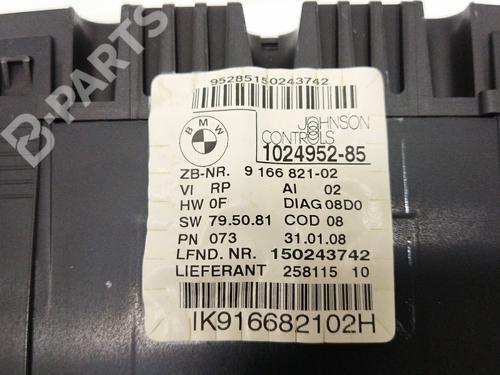 B-PARTS
95285150243742
BMW
JOHNSON
CONTROLS
1024952-85
ZB-NR. 9 166 821-02
VI RP AI 02
HW 0F DIAG 08D0
SW 79.50.81 COD 08
PN 073 31.01.08
LFND. NR. 150243742
LIEFERANT 258115 10
IK916682102H